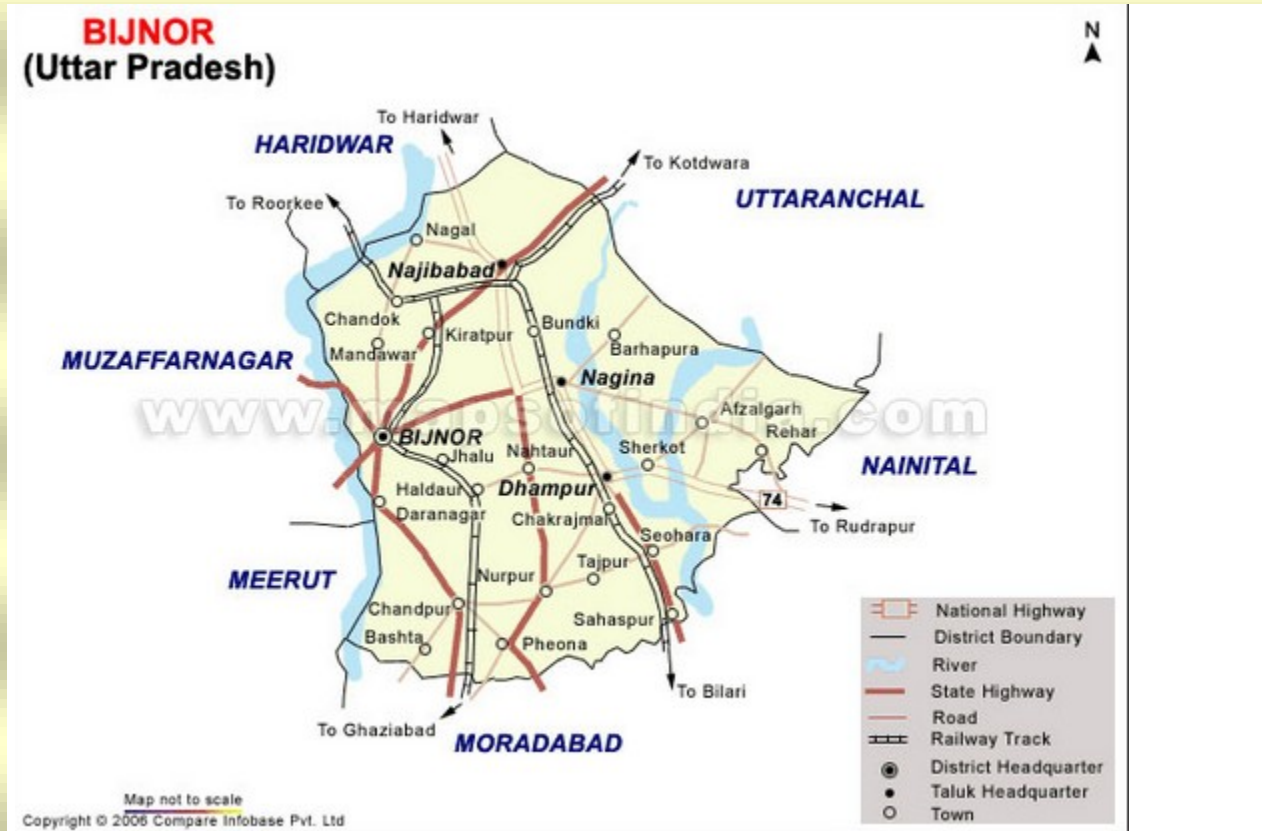 BIJNOR
(Uttar Pradesh)
N
To Haridwar
HARIDWAR
To Kotdwara
UTTARANCHAL
To Roorkee
Nagal
Najibabad
Chandok
Kiratpur
Bundki
Mandawar
Barhapura
MUZAFFARNAGAR
Nagina
www.mapsofindia.com
Afzalgarh
BIJNOR
Rehar
Jhalu
Nahtaur
Sherkot
NAINITAL
Haldaur
Dhampur
74
Daranagar
Chakrajmal
To Rudrapur
Seohara
MEERUT
Nurpur
Tajpur
Chandpur
Sahaspur
Bashta
Pheona
To Bilari
To Ghaziabad
MORADABAD
National Highway
District Boundary
River
State Highway
Road
Railway Track
District Headquarter
Taluk Headquarter
Town
Map not to scale
Copyright © 2006 Compare Infobase Pvt. Ltd